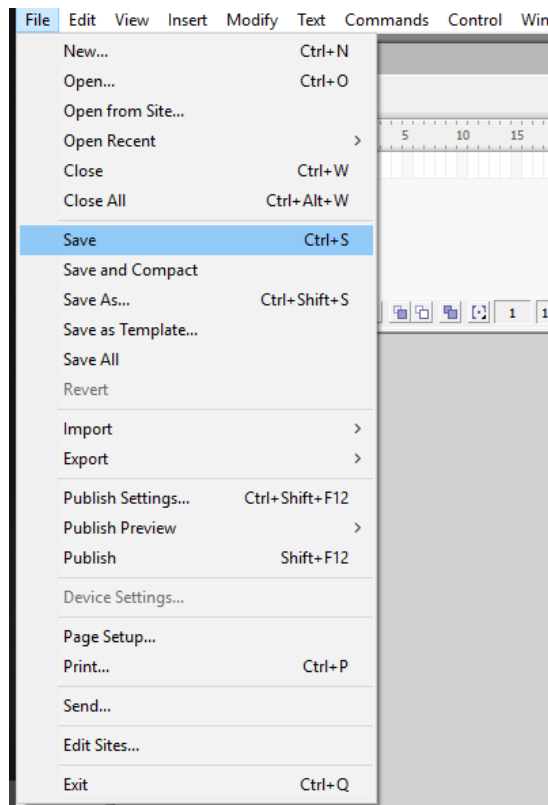 File Edit View Insert Modify Text Commands Control Win
New... Ctrl+N
Open... Ctrl+O
Open from Site...
Open Recent
Close Ctrl+W
Close All Ctrl+Alt+W
Save Ctrl+S
Save and Compact
Save As... Ctrl+Shift+S
Save as Template...
Save All
Revert
Import
Export
Publish Settings... Ctrl+Shift+F12
Publish Preview
Publish Shift+F12
Device Settings...
Page Setup...
Print... Ctrl+P
Send...
Edit Sites...
Exit Ctrl+Q
5 10 15
1 1